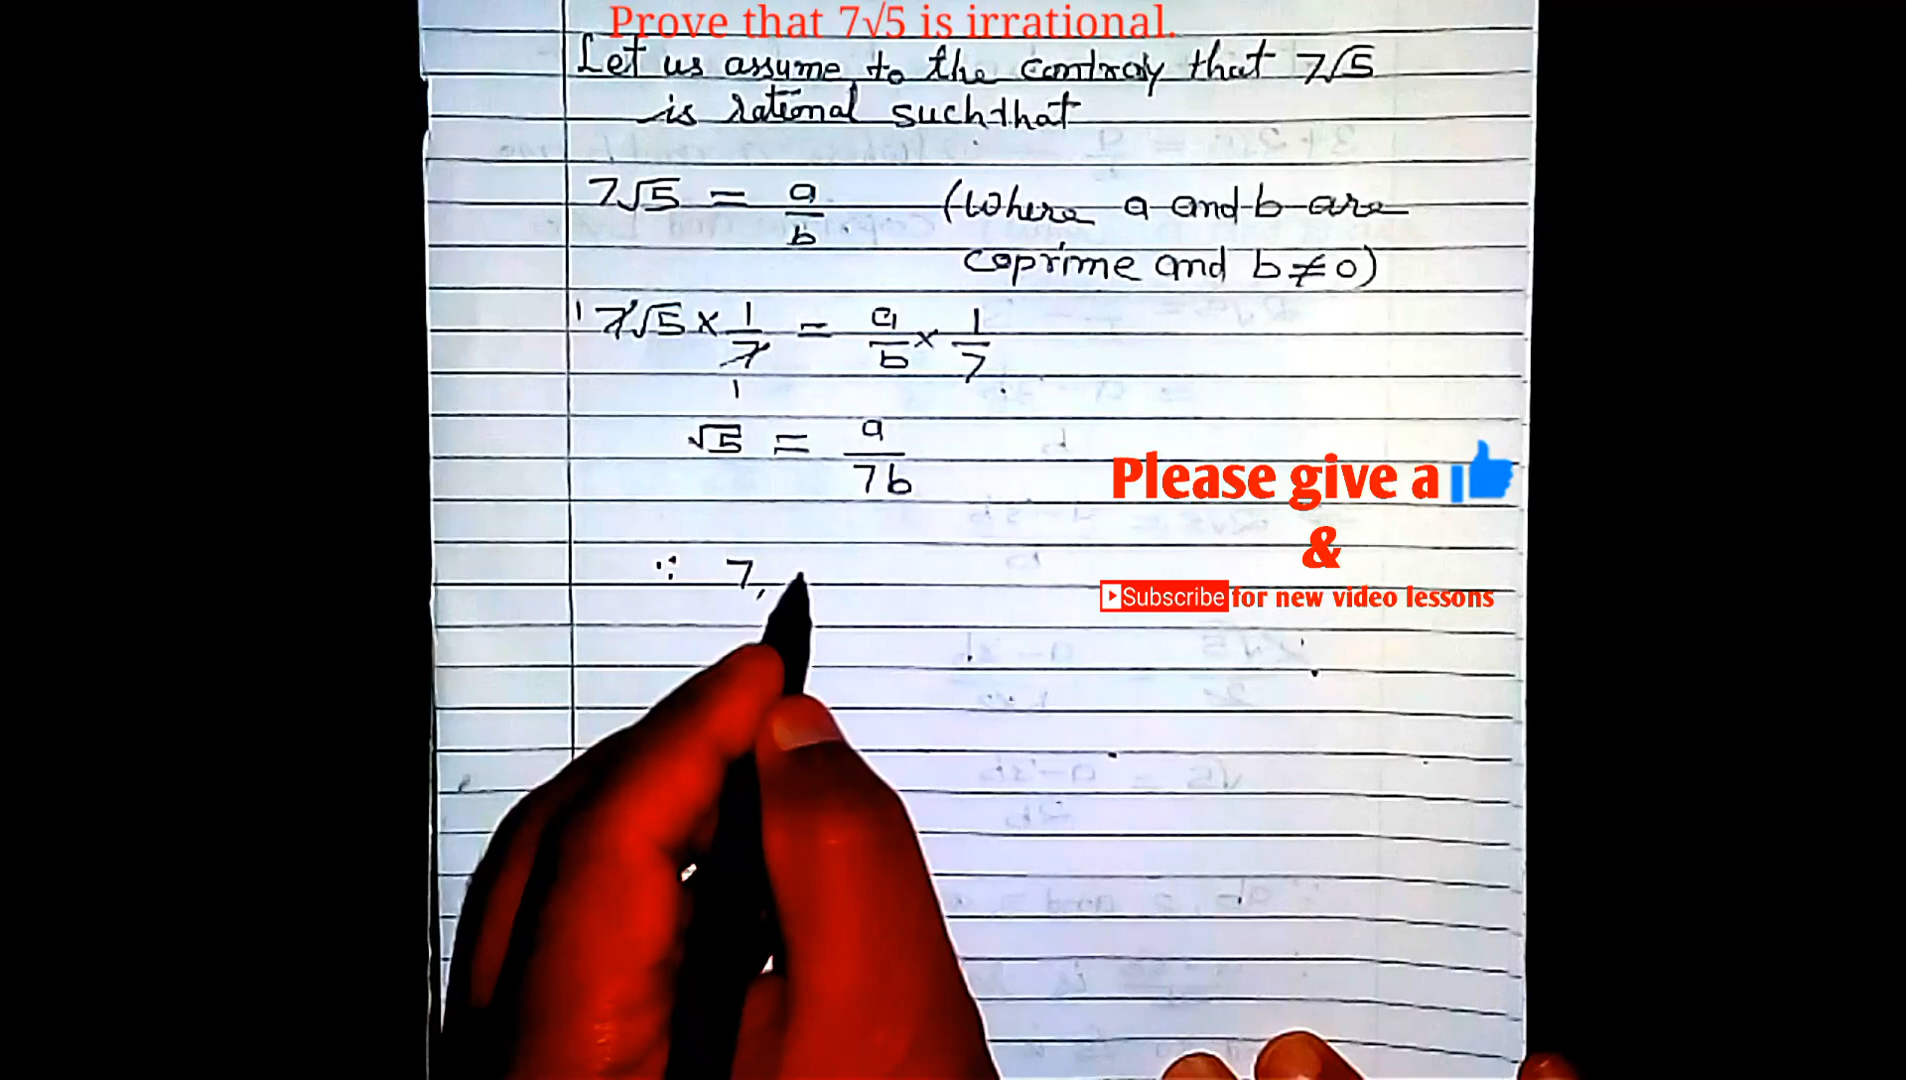 Prove that 7√5 is irrational.
Let us assume to the contrary that 7√5
is rational such that
7√5 = a/b (Where a and b are
coprime and b ≠ 0)
1 7√5 × 1/7 = a/b × 1/7
1
√5 = a/7b
Please give a
&
Subscribe for new video lessons
∵ 7,